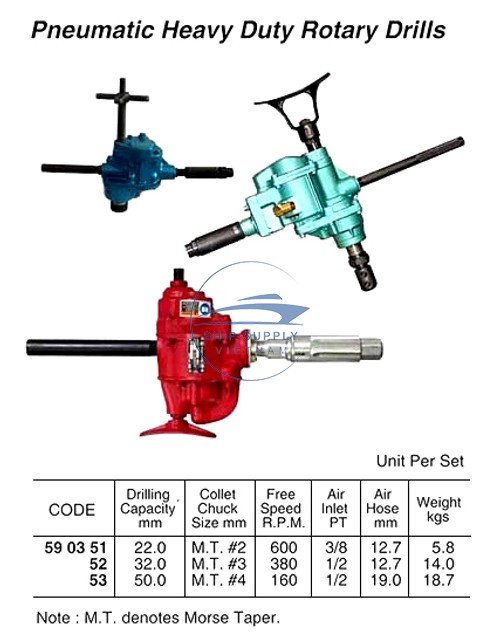 Pneumatic Heavy Duty Rotary Drills
SHIP SUPPLY
VIETNAM
Unit Per Set
CODE | Drilling Capacity mm | Collet Chuck Size mm | Free Speed R.P.M. | Air Inlet PT | Air Hose mm | Weight kgs
59 03 51 | 22.0 | M.T. #2 | 600 | 3/8 | 12.7 | 5.8
52 | 32.0 | M.T. #3 | 380 | 1/2 | 12.7 | 14.0
53 | 50.0 | M.T. #4 | 160 | 1/2 | 19.0 | 18.7
Note : M.T. denotes Morse Taper.